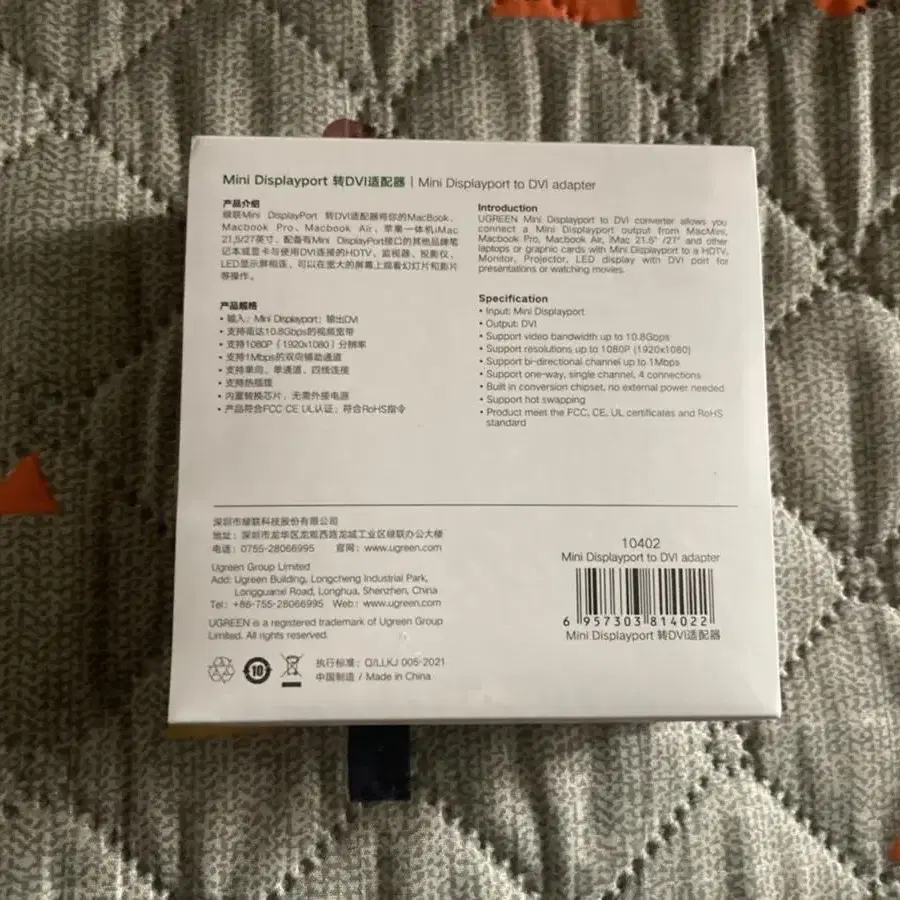 Mini Displayport 转DVI适配器 | Mini Displayport to DVI adapter
产品介绍
绿联Mini DisplayPort 转DVI适配器将你的MacBook、
Macbook Pro、Macbook Air、苹果一体机iMac
21.5/27英寸、配备有Mini DisplayPort接口的其他品牌笔
记本或显卡与使用DVI连接的HDTV、监视器、投影仪、
LED显示屏相连，可以在宽大的屏幕上观看幻灯片和影片
等操作。
产品规格
• 输入：Mini Displayport；输出DVI
• 支持高达10.8Gbps的视频宽带
• 支持1080P（1920x1080）分辨率
• 支持1Mbps的双向辅助通道
• 支持单向、单通道、四线连接
• 支持热插拔
• 内置转换芯片，无需外接电源
• 产品符合FCC CE UL认证；符合RoHS指令
Introduction
UGREEN Mini Displayport to DVI converter allows you
connect a Mini Displayport output from MacMini,
Macbook Pro, Macbook Air, iMac 21.5" /27" and other
laptops or graphic cards with Mini Displayport to a HDTV,
Monitor, Projector, LED display with DVI port for
presentations or watching movies.
Specification
• Input: Mini Displayport
• Output: DVI
• Support video bandwidth up to 10.8Gbps
• Support resolutions up to 1080P (1920x1080)
• Support bi-directional channel up to 1Mbps
• Support one-way, single channel, 4 connections
• Built in conversion chipset, no external power needed
• Support hot swapping
• Product meet the FCC, CE, UL certificates and RoHS
standard
深圳市绿联科技股份有限公司
地址：深圳市龙华区龙观西路龙城工业区绿联办公大楼
电话：0755-28066995 官网：www.ugreen.com
Ugreen Group Limited
Add: Ugreen Building, Longcheng Industrial Park,
Longguanxi Road, Longhua, Shenzhen, China
Tel: +86-755-28066995 Web: www.ugreen.com
UGREEN is a registered trademark of Ugreen Group
Limited. All rights reserved.
10
执行标准：Q/LLKJ 005-2021
中国制造 / Made in China
10402
Mini Displayport to DVI adapter
6 957303 814022
Mini Displayport 转DVI适配器